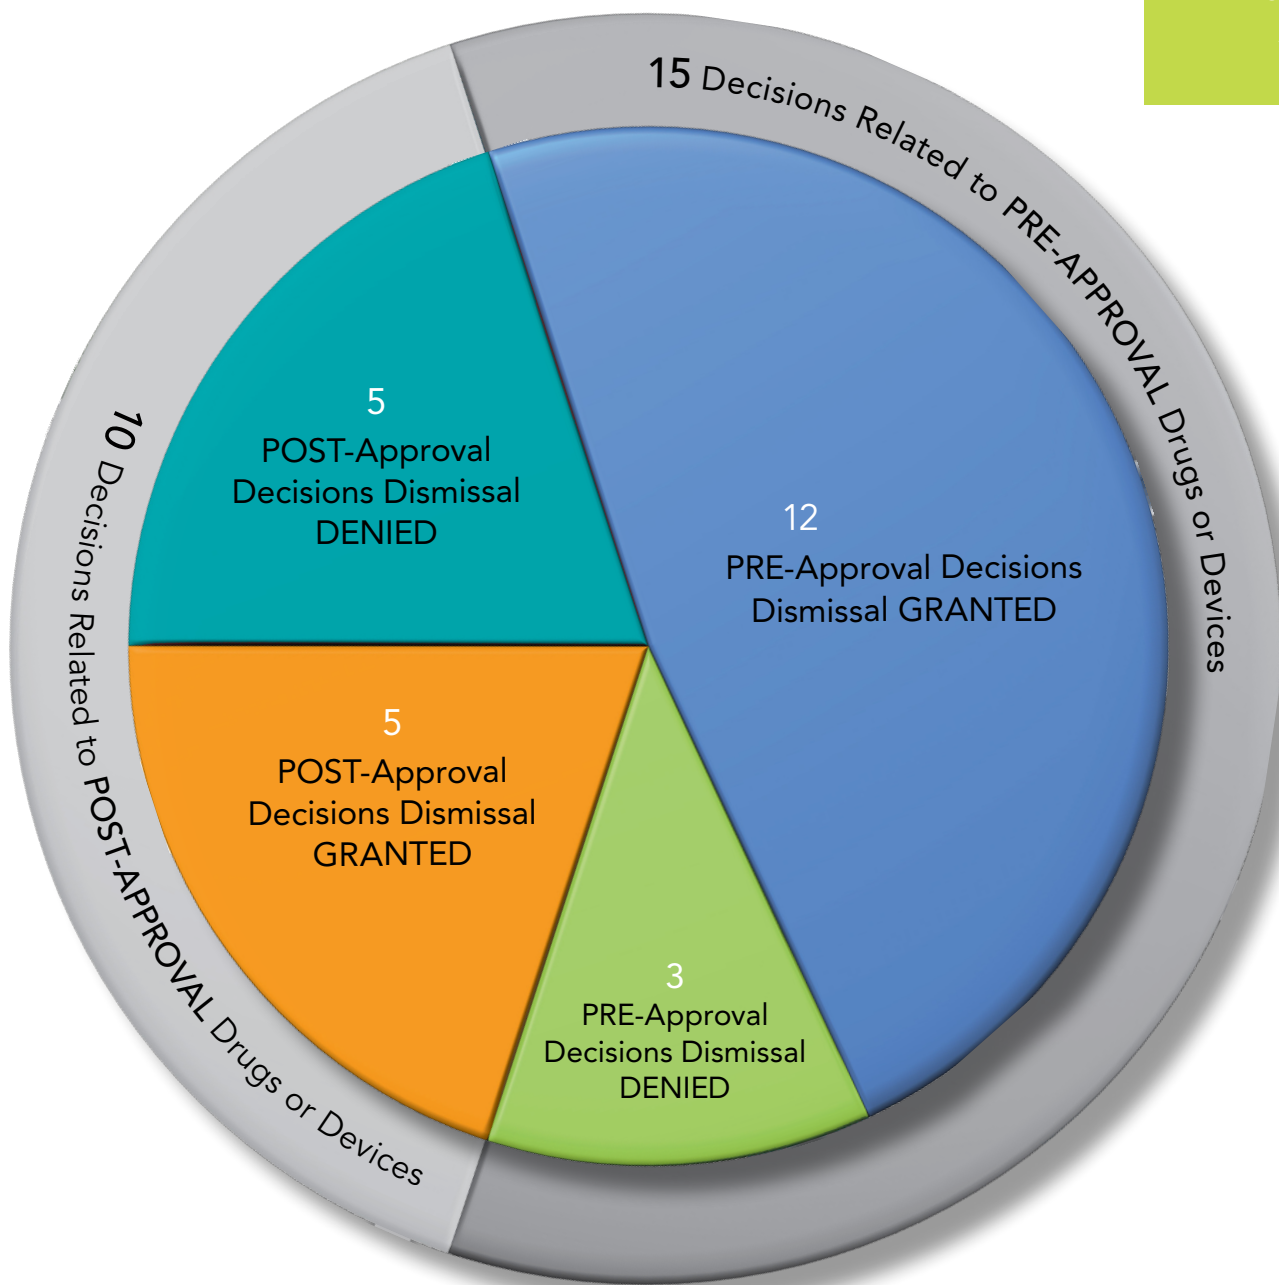 15 Decisions Related to PRE-APPROVAL Drugs or Devices
10 Decisions Related to POST-APPROVAL Drugs or Devices
5
POST-Approval
Decisions Dismissal
DENIED
12
PRE-Approval Decisions
Dismissal GRANTED
5
POST-Approval
Decisions Dismissal
GRANTED
3
PRE-Approval
Decisions Dismissal
DENIED